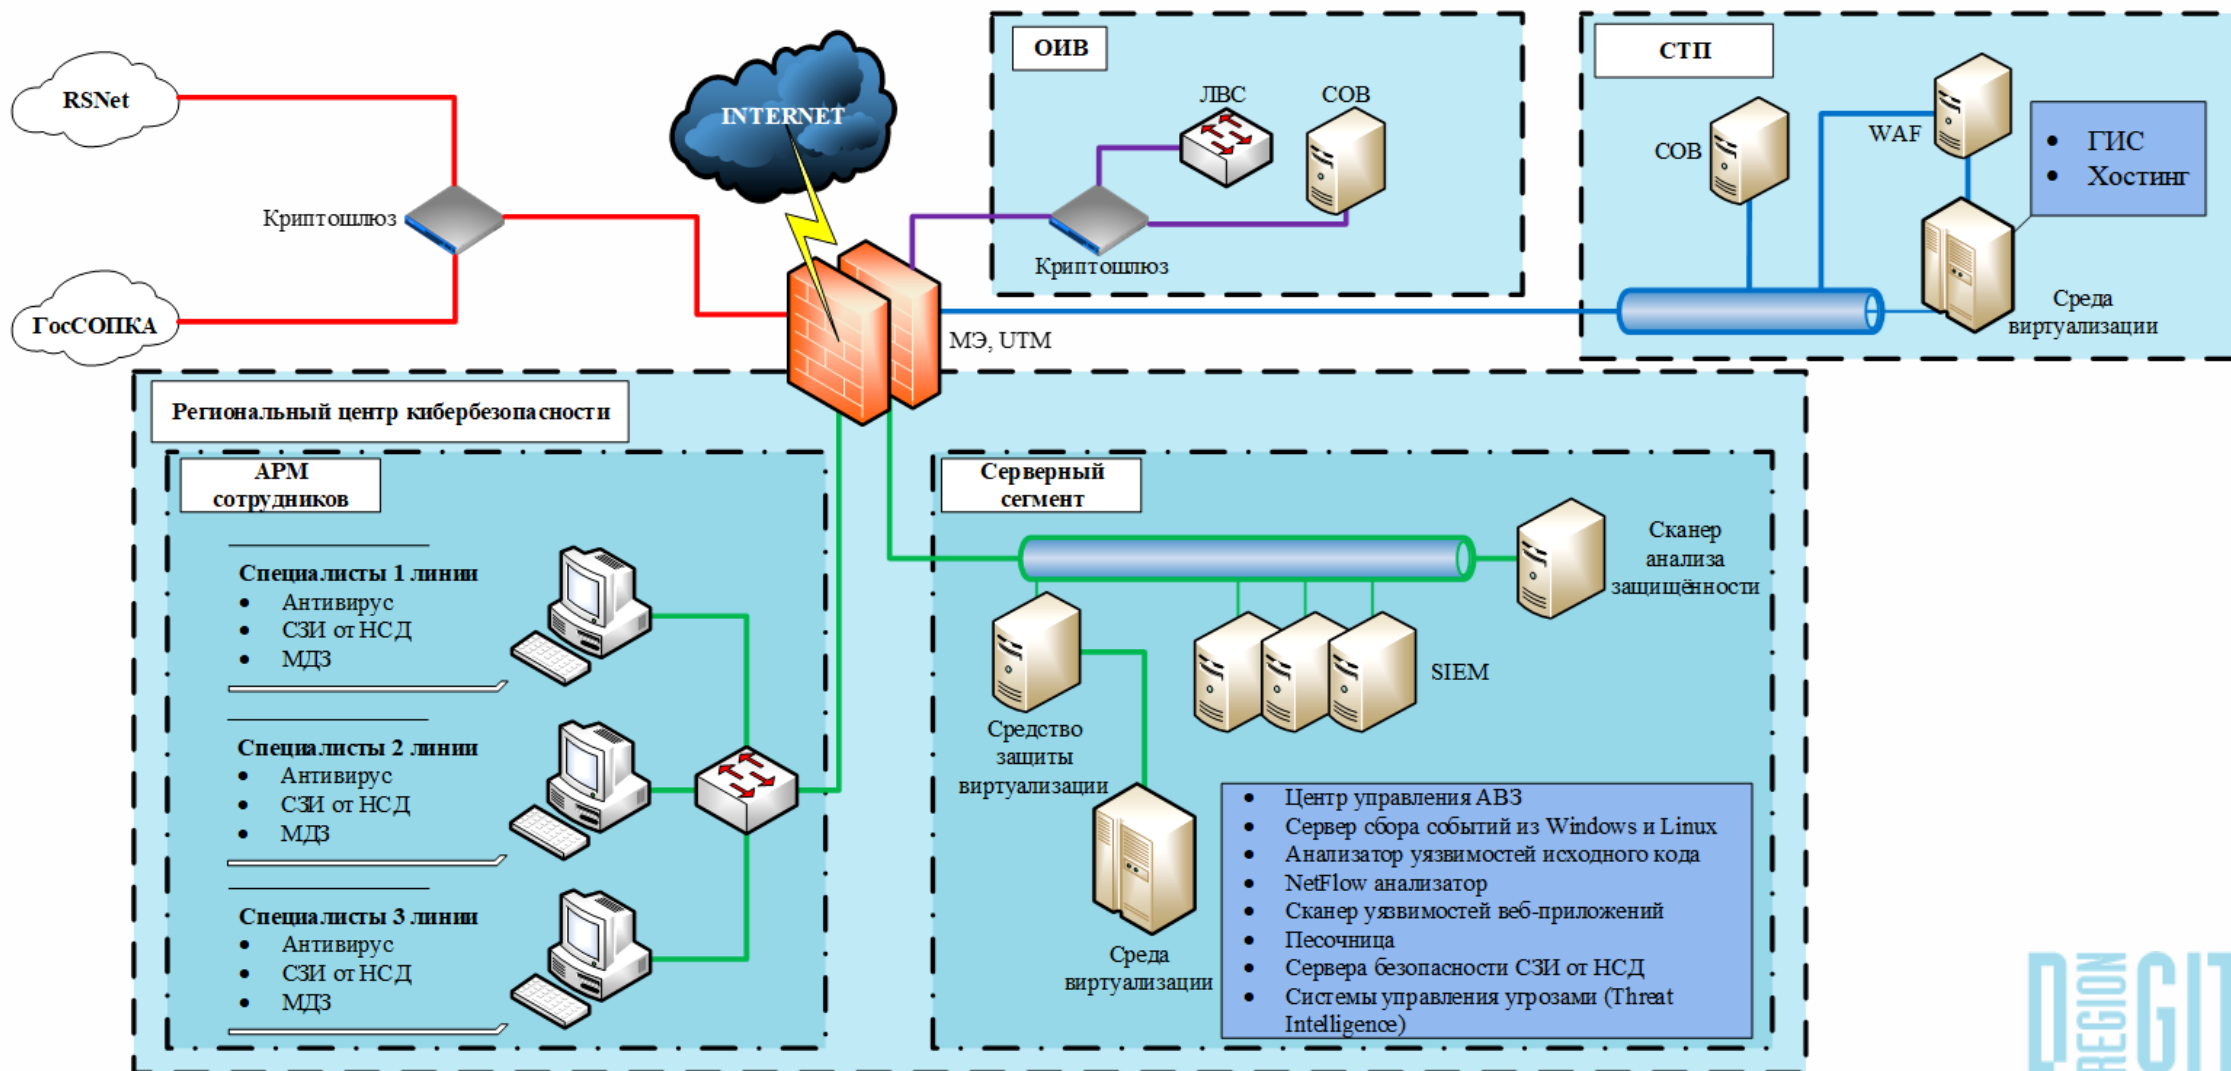 RSNet
ГосСОПКА
Криптошлюз
INTERNET
МЭ, UTM
ОИВ
ЛВС
СОВ
Криптошлюз
СТП
СОВ
WAF
• ГИС
• Хостинг
Среда
виртуализации
Региональный центр кибербезопасности
АРМ
сотрудников
Специалисты 1 линии
• Антивирус
• СЗИ от НСД
• МДЗ
Специалисты 2 линии
• Антивирус
• СЗИ от НСД
• МДЗ
Специалисты 3 линии
• Антивирус
• СЗИ от НСД
• МДЗ
Серверный
сегмент
Сканер
анализа
защищённости
SIEM
Средство
защиты
виртуализации
Среда
виртуализации
• Центр управления АВЗ
• Сервер сбора событий из Windows и Linux
• Анализатор уязвимостей исходного кода
• NetFlow анализатор
• Сканер уязвимостей веб-приложений
• Песочница
• Сервера безопасности СЗИ от НСД
• Системы управления угрозами (Threat
Intelligence)
REGION